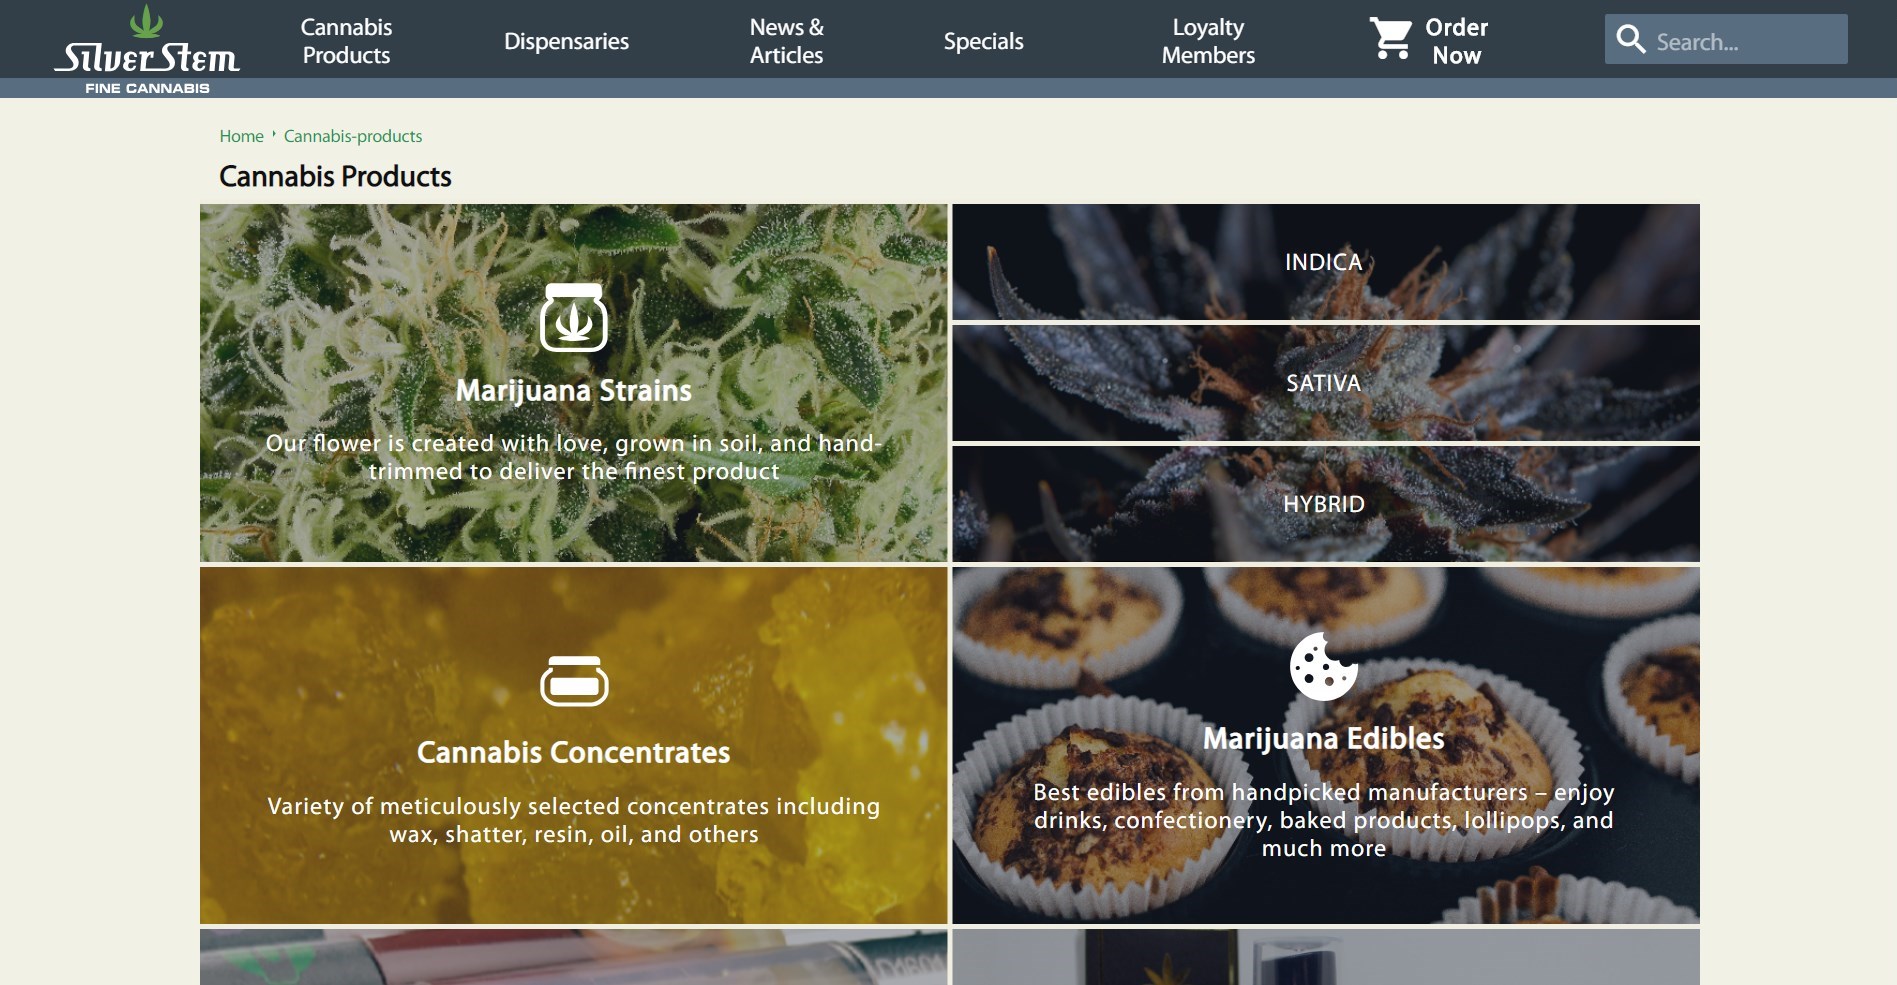 Silver Stem
FINE CANNABIS
Cannabis
Products
Dispensaries
News &
Articles
Specials
Loyalty
Members
Order
Now
Search...
Home
Cannabis-products
Cannabis Products
Marijuana Strains
Our flower is created with love, grown in soil, and hand-
trimmed to deliver the finest product
INDICA
SATIVA
HYBRID
Cannabis Concentrates
Variety of meticulously selected concentrates including
wax, shatter, resin, oil, and others
Marijuana Edibles
Best edibles from handpicked manufacturers – enjoy
drinks, confectionery, baked products, lollipops, and
much more